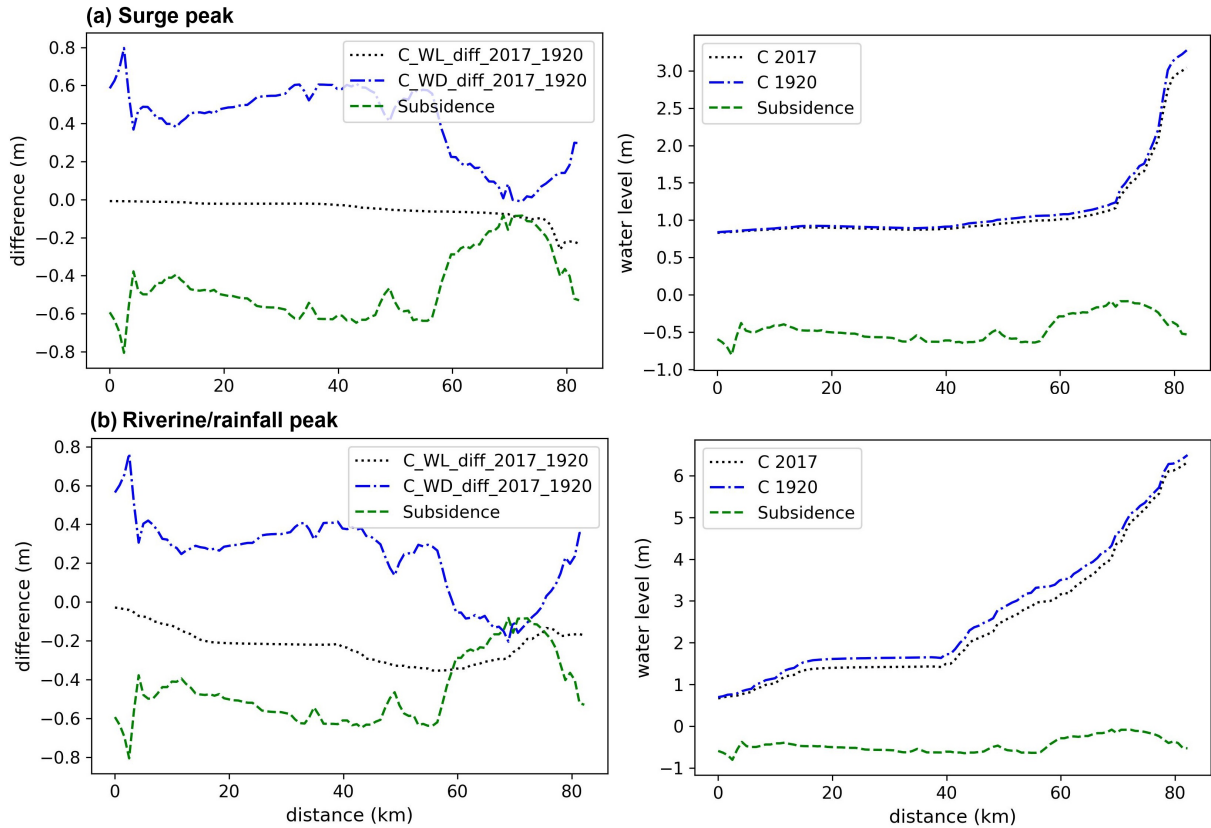 (a) Surge peak
difference (m)
0.8
0.6
0.4
0.2
0.0
−0.2
−0.4
−0.6
−0.8
C_WL_diff_2017_1920
C_WD_diff_2017_1920
Subsidence
0 20 40 60 80
water level (m)
3.0
2.5
2.0
1.5
1.0
0.5
0.0
−0.5
−1.0
C 2017
C 1920
Subsidence
0 20 40 60 80
(b) Riverine/rainfall peak
difference (m)
0.8
0.6
0.4
0.2
0.0
−0.2
−0.4
−0.6
−0.8
C_WL_diff_2017_1920
C_WD_diff_2017_1920
Subsidence
0 20 40 60 80
distance (km)
water level (m)
6
5
4
3
2
1
0
−1
C 2017
C 1920
Subsidence
0 20 40 60 80
distance (km)